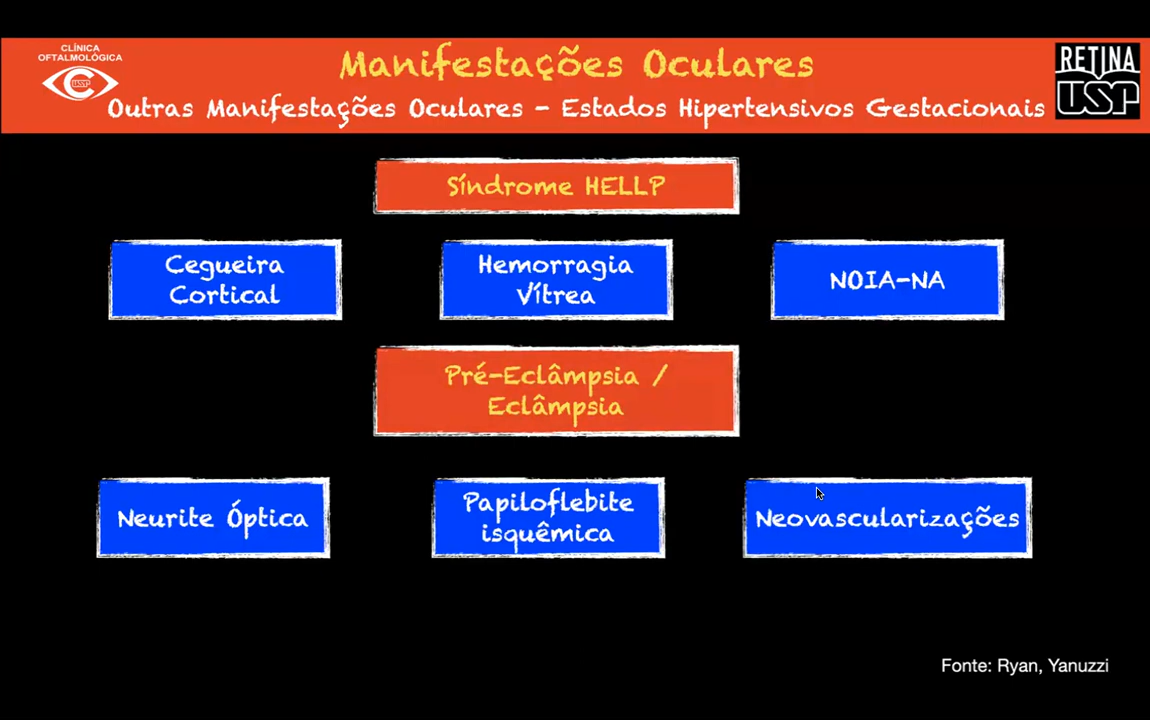 CLÍNICA
OFTALMOLÓGICA
USP
Manifestações Oculares
Outras Manifestações Oculares - Estados Hipertensivos Gestacionais
RETINA
USP
Síndrome HELLP
Cegueira
Cortical
Hemorragia
Vítrea
NOIA-NA
Pré-Eclâmpsia /
Eclâmpsia
Neurite Óptica
Papiloflebite
isquêmica
Neovascularizações
Fonte: Ryan, Yanuzzi